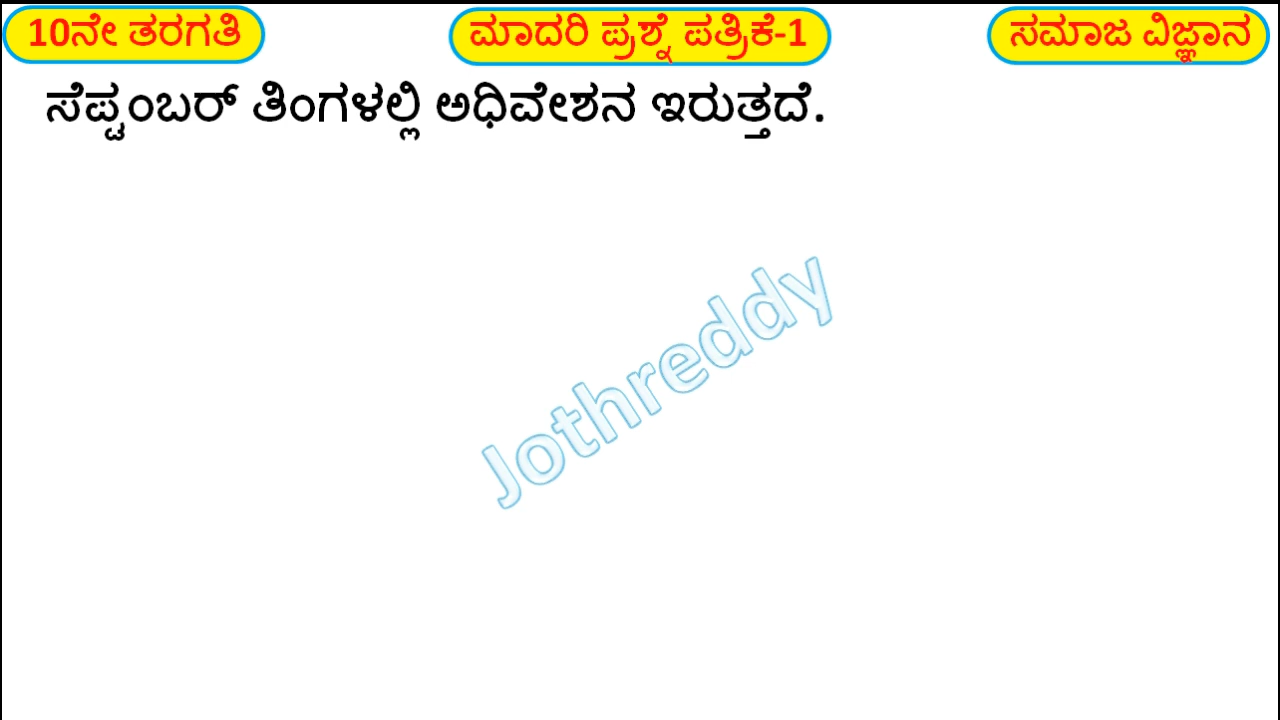 10ನೇ ತರಗತಿ
ಮಾದರಿ ಪ್ರಶ್ನೆ ಪತ್ರಿಕೆ-1
ಸಮಾಜ ವಿಜ್ಞಾನ
ಸೆಪ್ಟಂಬರ್ ತಿಂಗಳಲ್ಲಿ ಅಧಿವೇಶನ ಇರುತ್ತದೆ.
Jothreddy